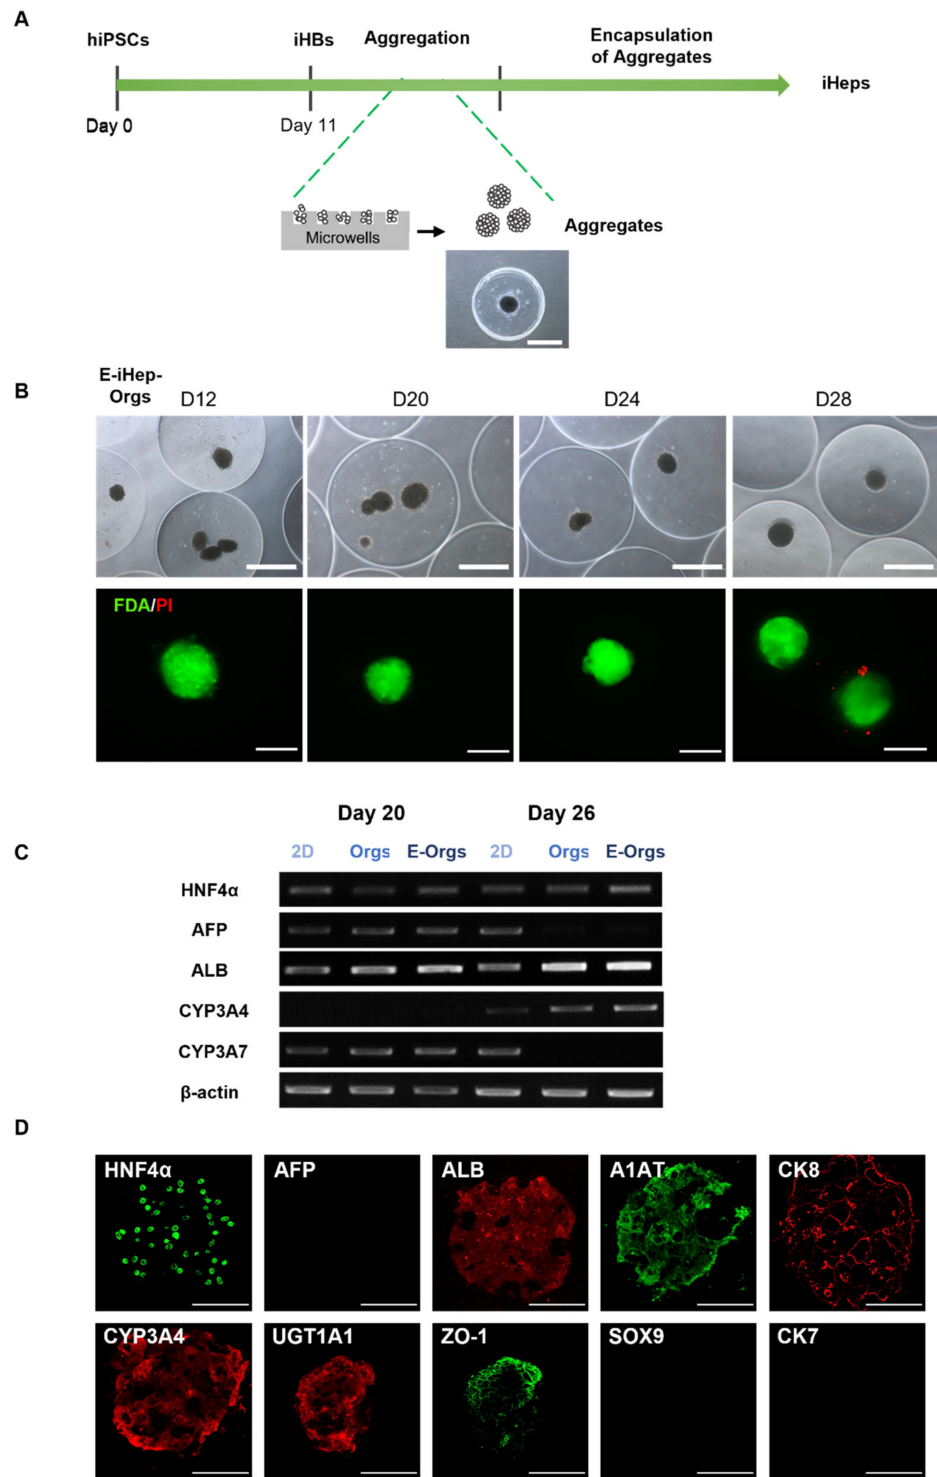 A
hiPSCs
iHBs
Aggregation
Encapsulation
of Aggregates
iHeps
Day 0
Day 11
Microwells
Aggregates
B
E-iHep-
Orgs
D12
D20
D24
D28
FDA/PI
Day 20
Day 26
C
2D
Orgs
E-Orgs
2D
Orgs
E-Orgs
HNF4α
AFP
ALB
CYP3A4
CYP3A7
β-actin
D
HNF4α
AFP
ALB
A1AT
CK8
CYP3A4
UGT1A1
ZO-1
SOX9
CK7